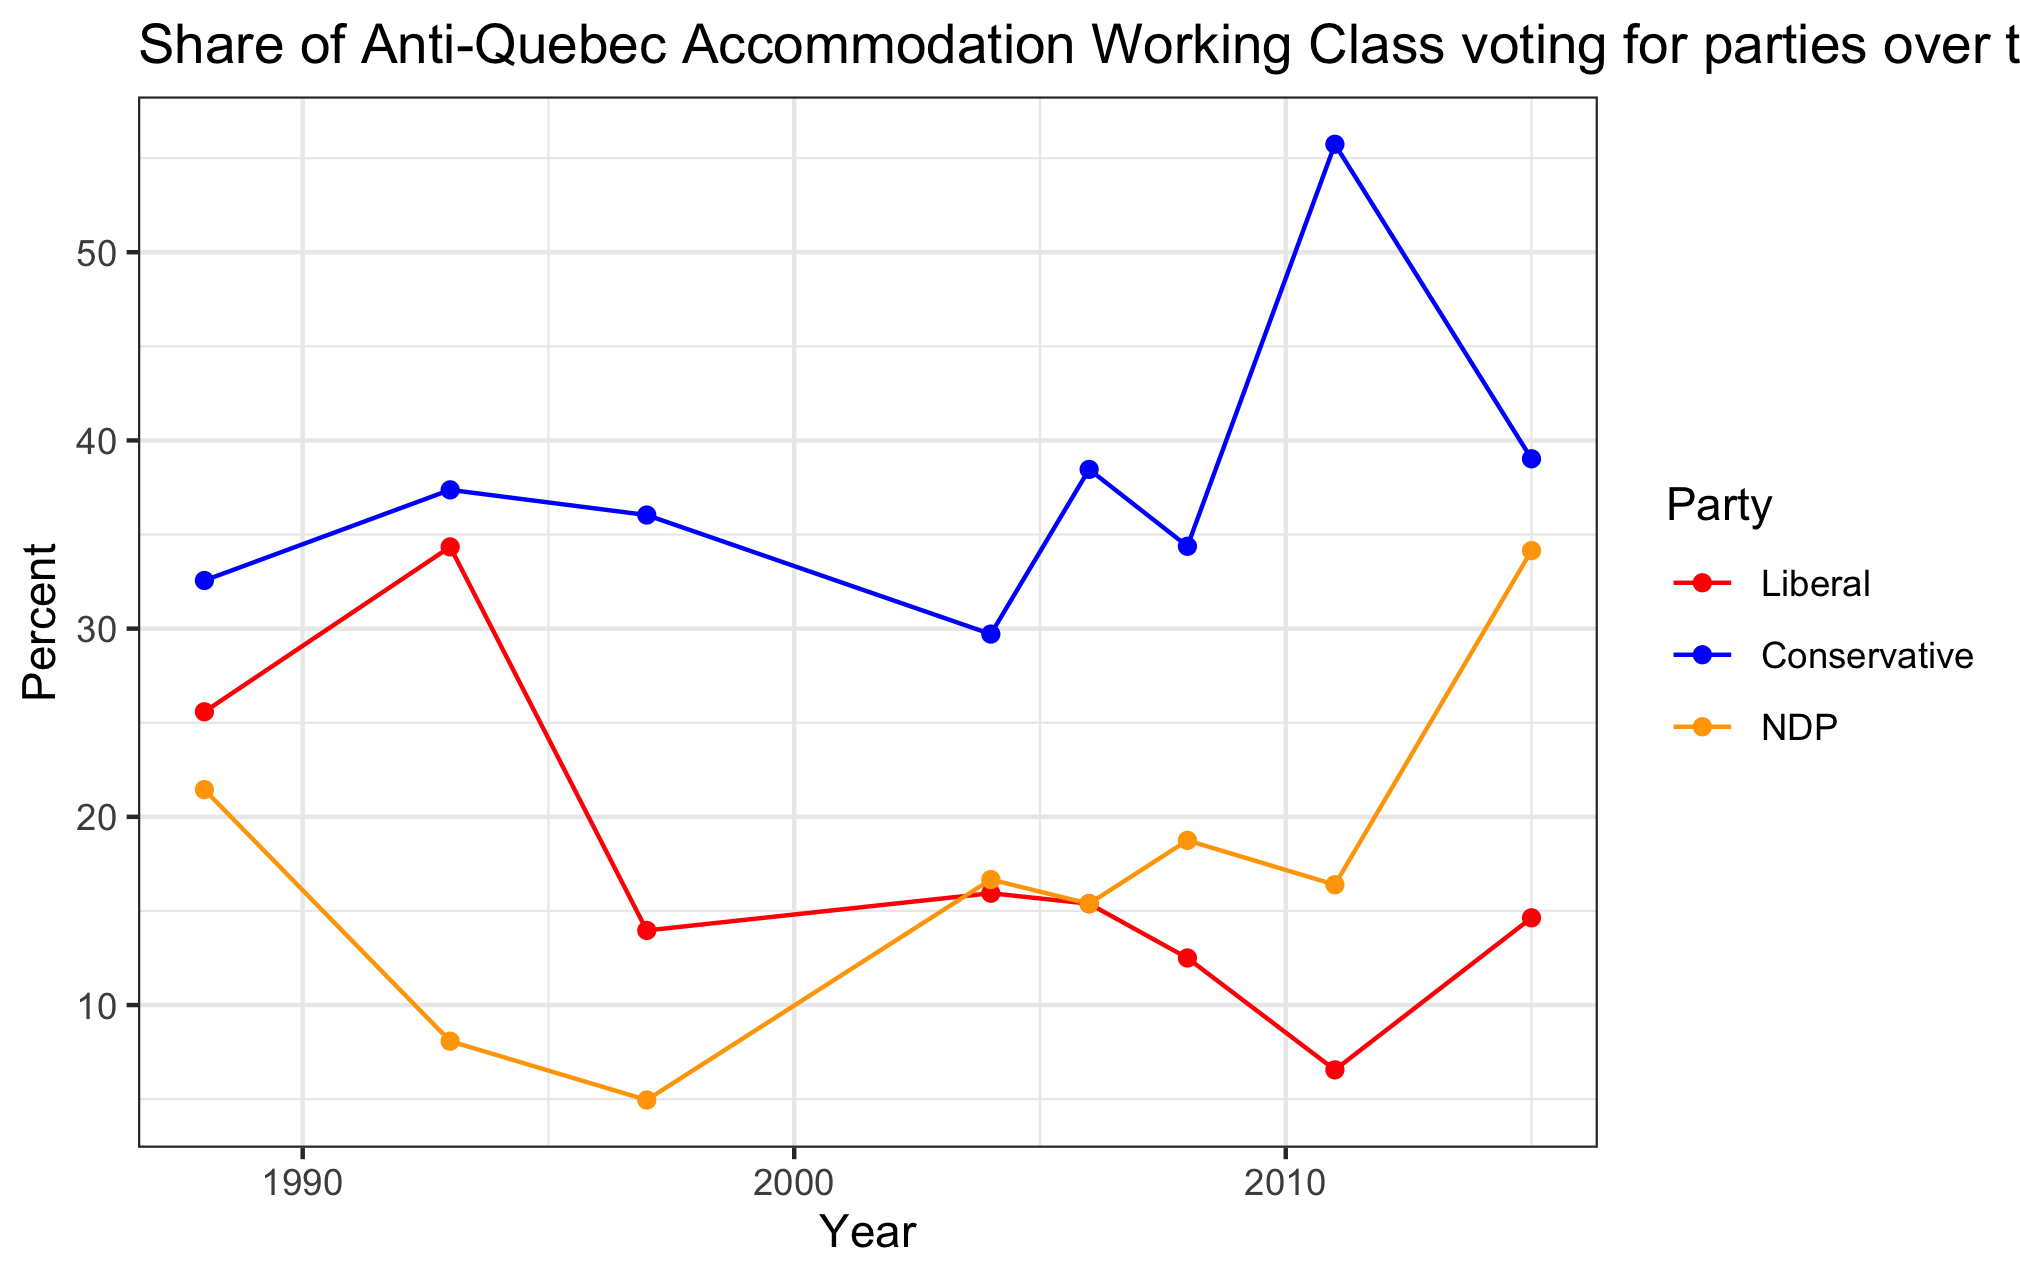 Share of Anti-Quebec Accommodation Working Class voting for parties over t
50
40
30
20
10
Percent
1990
2000
2010
Year
Party
Liberal
Conservative
NDP